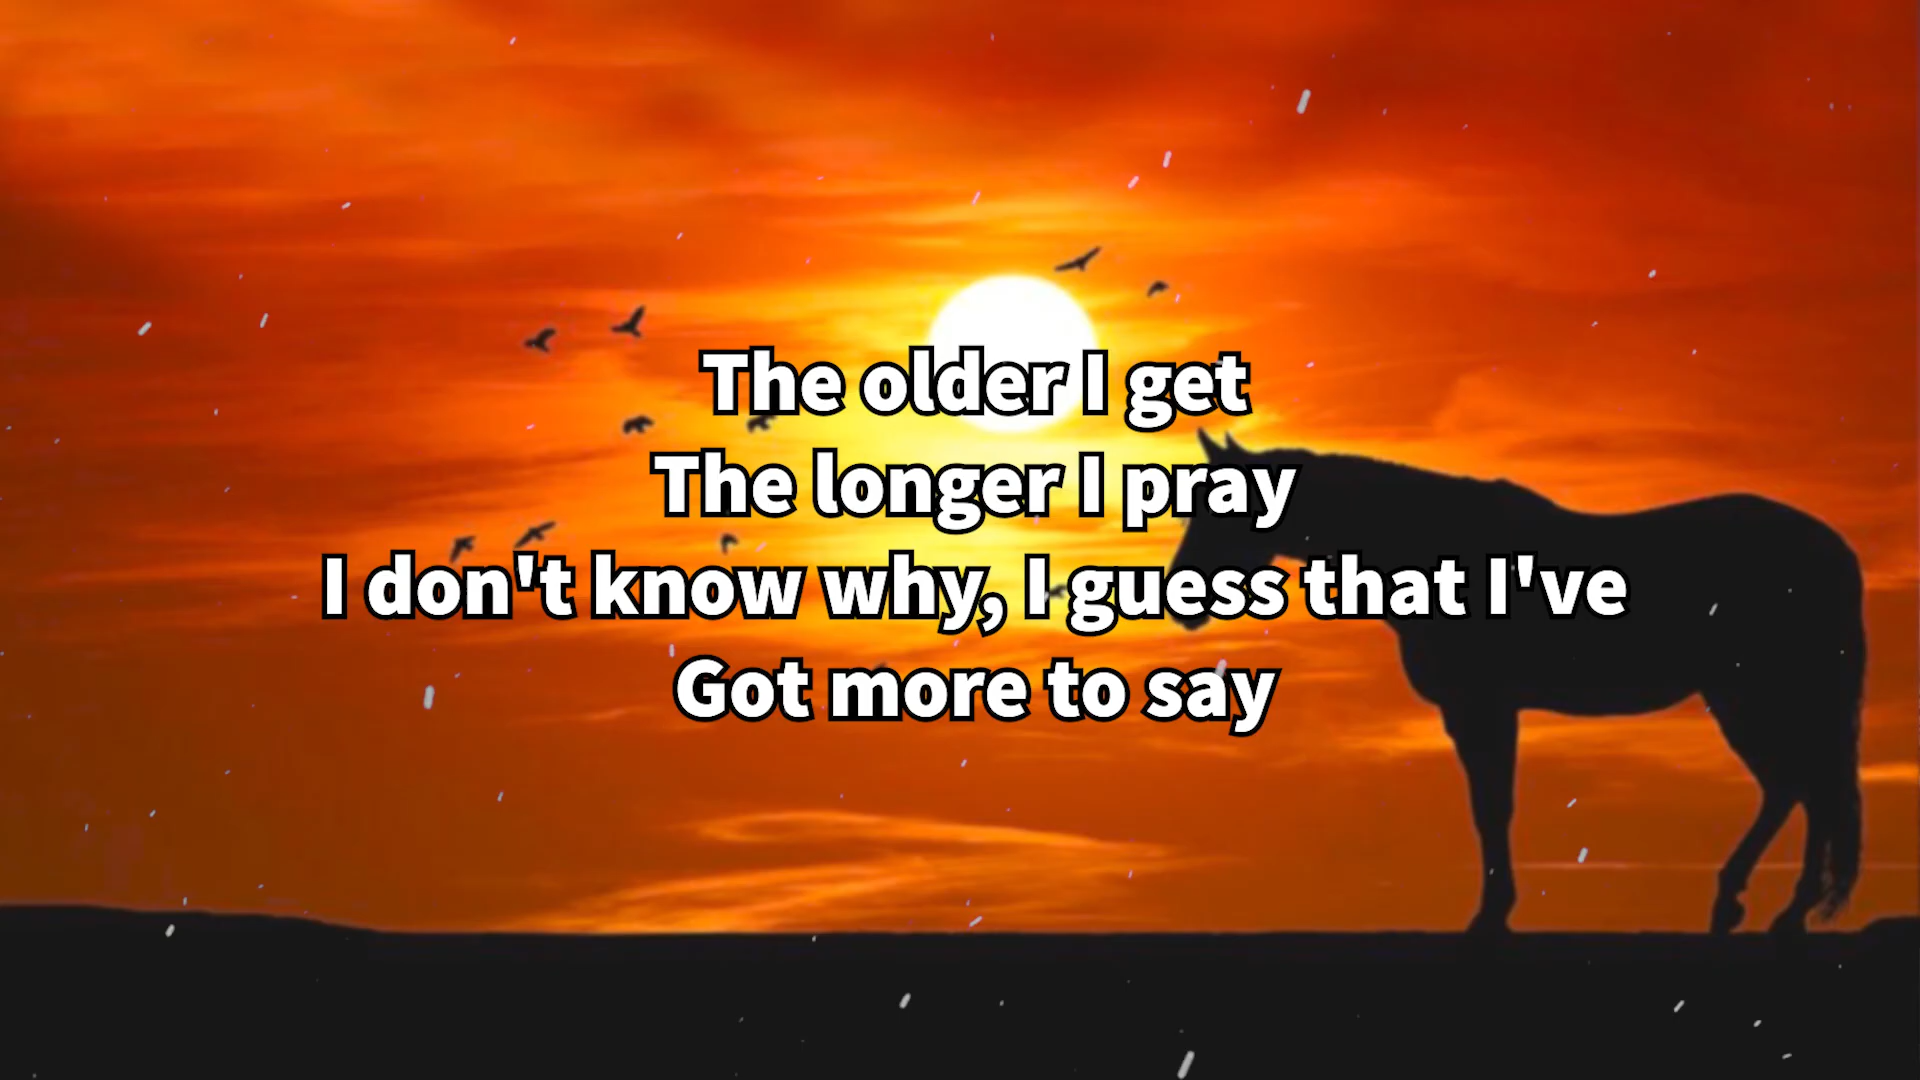 The older I get
The longer I pray
I don't know why, I guess that I've
Got more to say